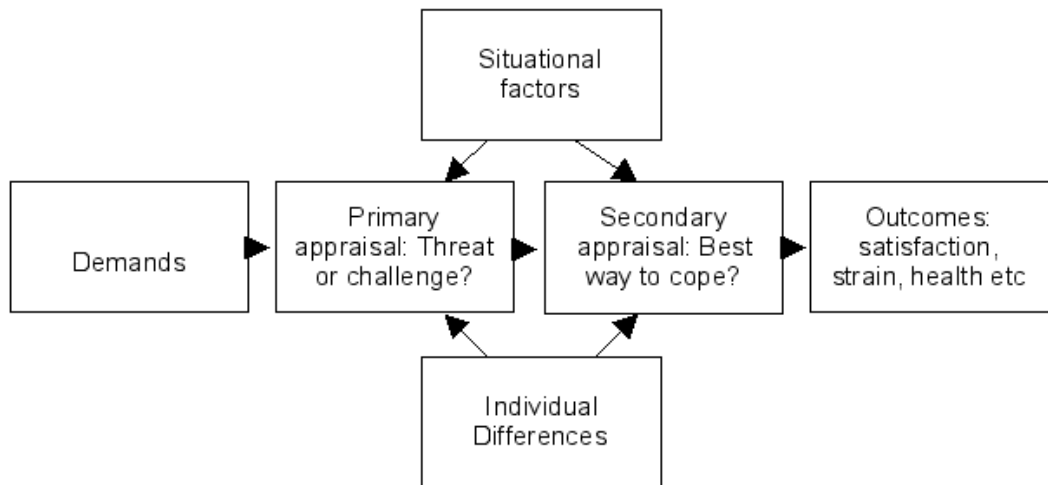 Situational
factors
Demands
Primary
appraisal: Threat
or challenge?
Secondary
appraisal: Best
way to cope?
Outcomes:
satisfaction,
strain, health etc
Individual
Differences